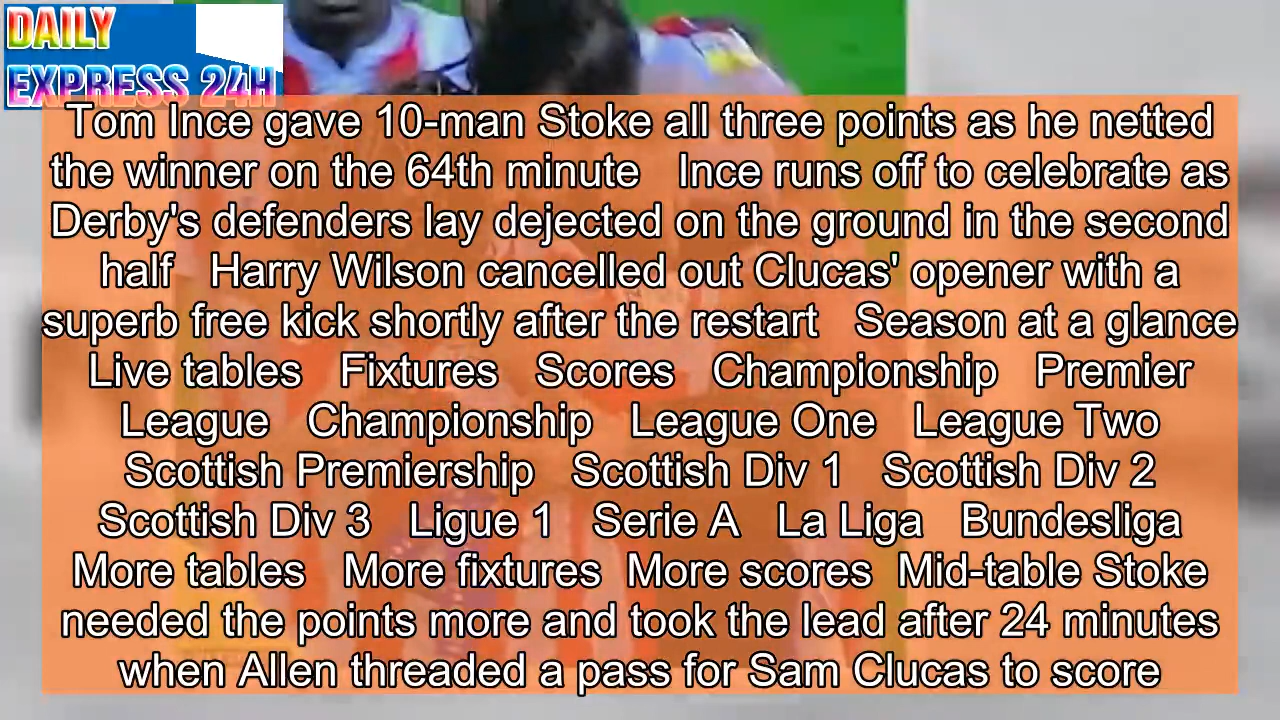 DAILY
EXPRESS 24H
Tom Ince gave 10-man Stoke all three points as he netted
the winner on the 64th minute Ince runs off to celebrate as
Derby's defenders lay dejected on the ground in the second
half Harry Wilson cancelled out Clucas' opener with a
superb free kick shortly after the restart Season at a glance
Live tables Fixtures Scores Championship Premier
League Championship League One League Two
Scottish Premiership Scottish Div 1 Scottish Div 2
Scottish Div 3 Ligue 1 Serie A La Liga Bundesliga
More tables More fixtures More scores Mid-table Stoke
needed the points more and took the lead after 24 minutes
when Allen threaded a pass for Sam Clucas to score